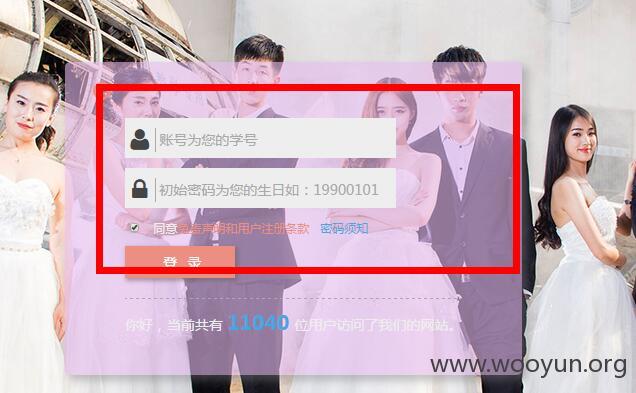 账号为您的学号
初始密码为您的生日如：19900101
同意免责声明和用户注册条款 密码须知
登 录
你好，当前共有 11040 位用户访问了我们的网站。
www.wooyun.org